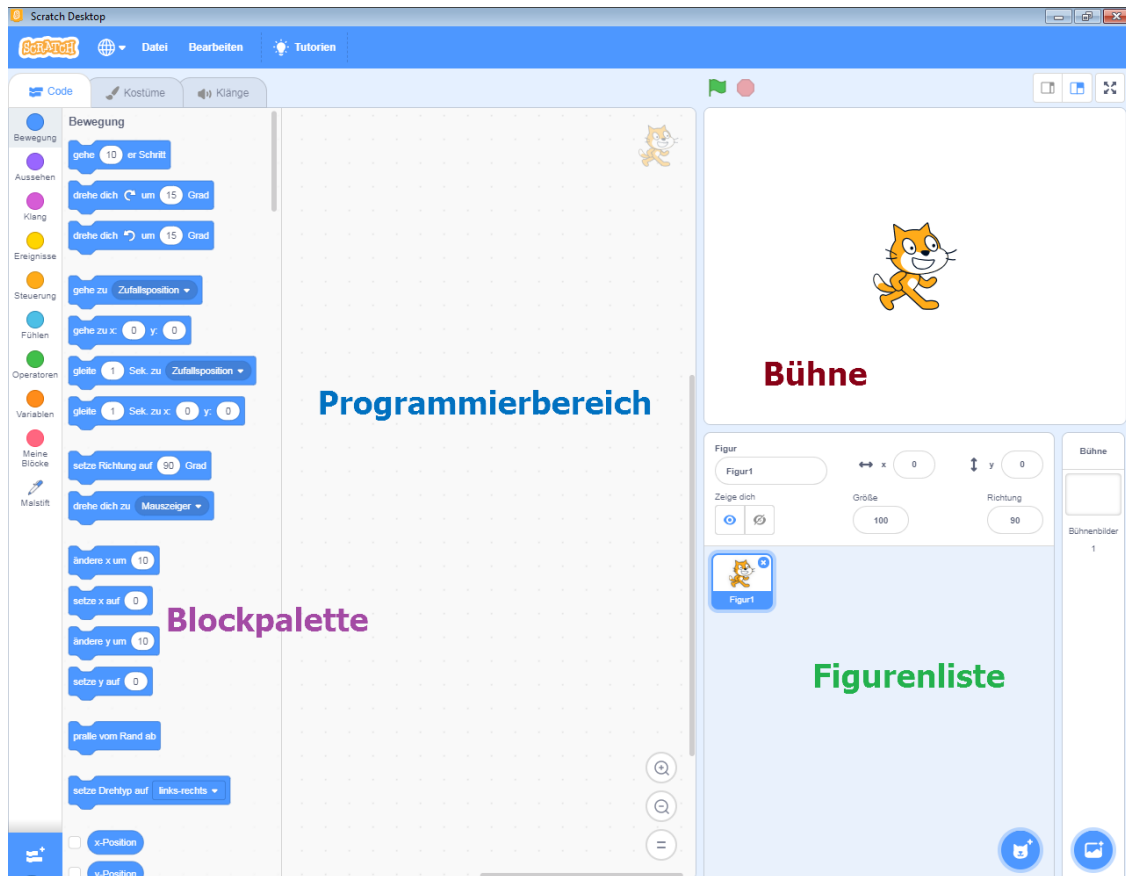 Scratch Desktop
SCRATCH
Datei
Bearbeiten
Tutorien
Code
Kostüme
Klänge
Bewegung
Aussehen
Klang
Ereignisse
Steuerung
Fühlen
Operatoren
Variablen
Meine
Blöcke
Malstift
Bewegung
gehe 10 er Schritt
drehe dich um 15 Grad
drehe dich um 15 Grad
gehe zu Zufallsposition
gehe zu x: 0 y: 0
gleite 1 Sek. zu Zufallsposition
gleite 1 Sek. zu x: 0 y: 0
setze Richtung auf 90 Grad
drehe dich zu Mauszeiger
ändere x um 10
setze x auf 0
ändere y um 10
setze y auf 0
pralle vom Rand ab
setze Drehtyp auf links-rechts
x-Position
y-Position
Blockpalette
Programmierbereich
Bühne
Figur
Figur1
x 0
y 0
Zeige dich
Größe
100
Richtung
90
Figur1
Figurenliste
Bühne
Bühnenbilder
1